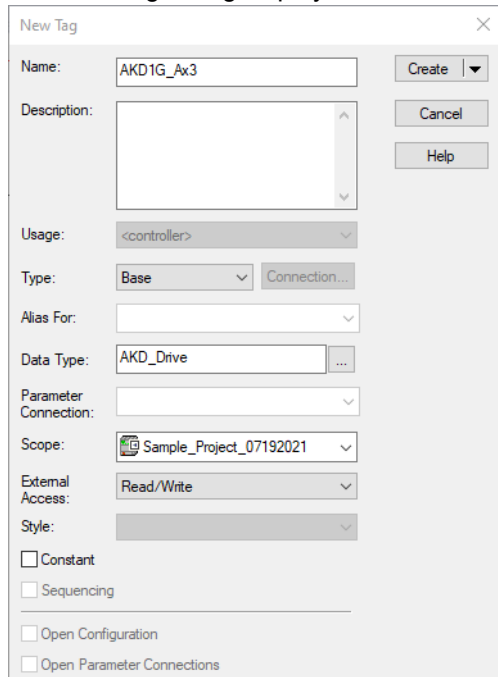 New Tag
Name: AKD1G_Ax3 Create
Description: Cancel
Help
Usage: <controller>
Type: Base Connection...
Alias For:
Data Type: AKD_Drive ...
Parameter
Connection:
Scope: Sample_Project_07192021
External
Access: Read/Write
Style:
Constant
Sequencing
Open Configuration
Open Parameter Connections